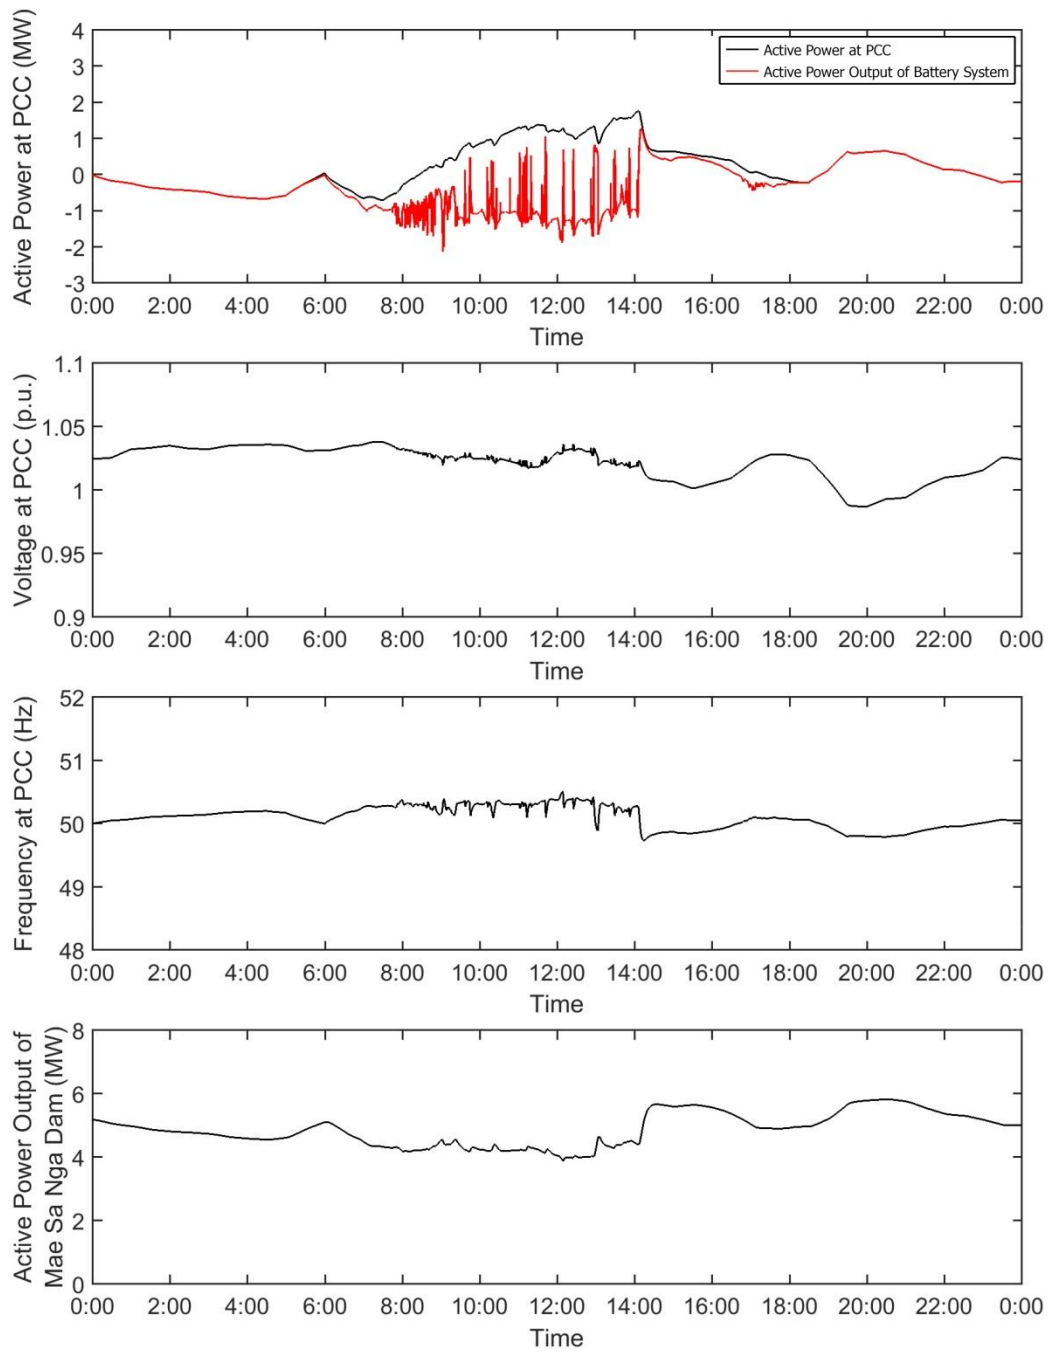 Active Power at PCC (MW)
4
3
2
1
0
-1
-2
-3
Active Power at PCC
Active Power Output of Battery System
0:00 2:00 4:00 6:00 8:00 10:00 12:00 14:00 16:00 18:00 20:00 22:00 0:00
Time
Voltage at PCC (p.u.)
1.1
1.05
1
0.95
0.9
0:00 2:00 4:00 6:00 8:00 10:00 12:00 14:00 16:00 18:00 20:00 22:00 0:00
Time
Frequency at PCC (Hz)
52
51
50
49
48
0:00 2:00 4:00 6:00 8:00 10:00 12:00 14:00 16:00 18:00 20:00 22:00 0:00
Time
Active Power Output of
Mae Sa Nga Dam (MW)
8
6
4
2
0
0:00 2:00 4:00 6:00 8:00 10:00 12:00 14:00 16:00 18:00 20:00 22:00 0:00
Time